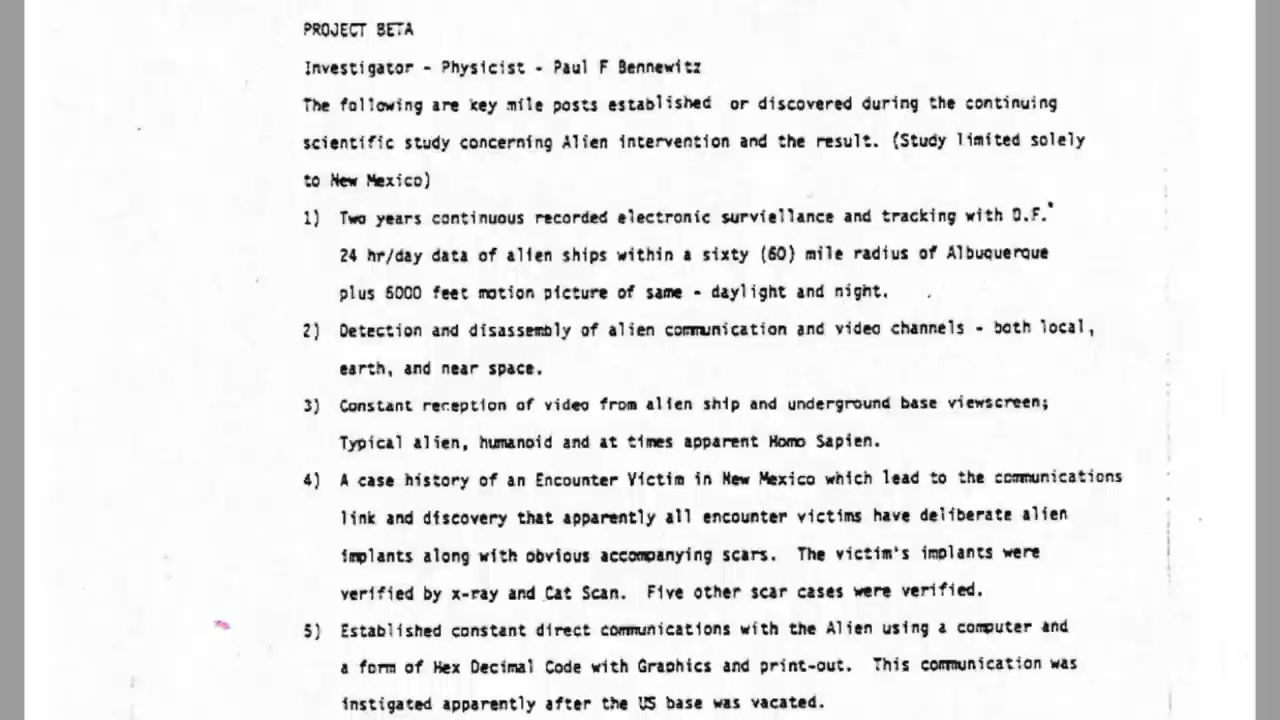 PROJECT BETA
Investigator - Physicist - Paul F Bennewitz
The following are key mile posts established or discovered during the continuing
scientific study concerning Alien intervention and the result. (Study limited solely
to New Mexico)
1) Two years continuous recorded electronic surviellance and tracking with D.F.
24 hr/day data of alien ships within a sixty (60) mile radius of Albuquerque
plus 6000 feet motion picture of same - daylight and night.
2) Detection and disassembly of alien communication and video channels - both local,
earth, and near space.
3) Constant reception of video from alien ship and underground base viewscreen;
Typical alien, humanoid and at times apparent Homo Sapien.
4) A case history of an Encounter Victim in New Mexico which lead to the communications
link and discovery that apparently all encounter victims have deliberate alien
implants along with obvious accompanying scars. The victim's implants were
verified by x-ray and Cat Scan. Five other scar cases were verified.
5) Established constant direct communications with the Alien using a computer and
a form of Hex Decimal Code with Graphics and print-out. This communication was
instigated apparently after the US base was vacated.